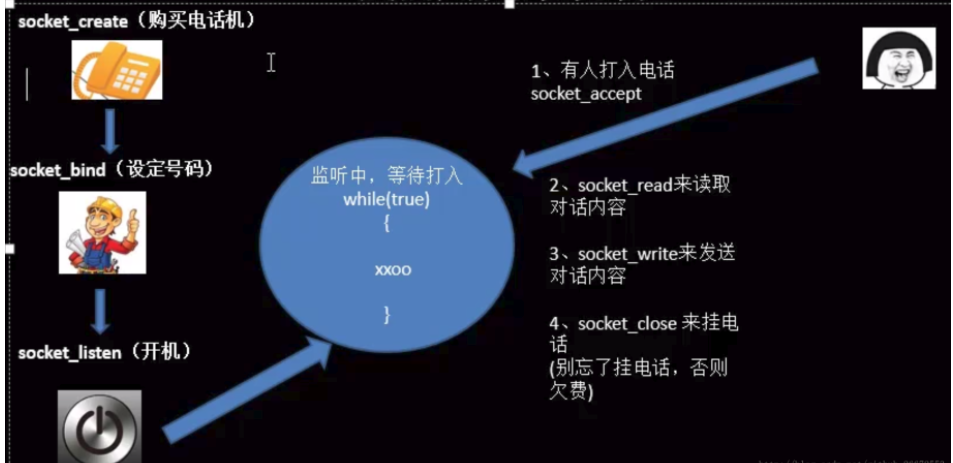 socket_create（购买电话机）
socket_bind（设定号码）
socket_listen（开机）
监听中，等待打入
while(true)
{
xxoo
}
1、有人打入电话
socket_accept
2、socket_read来读取
对话内容
3、socket_write来发送
对话内容
4、socket_close 来挂电
话
(别忘了挂电话，否则
欠费)